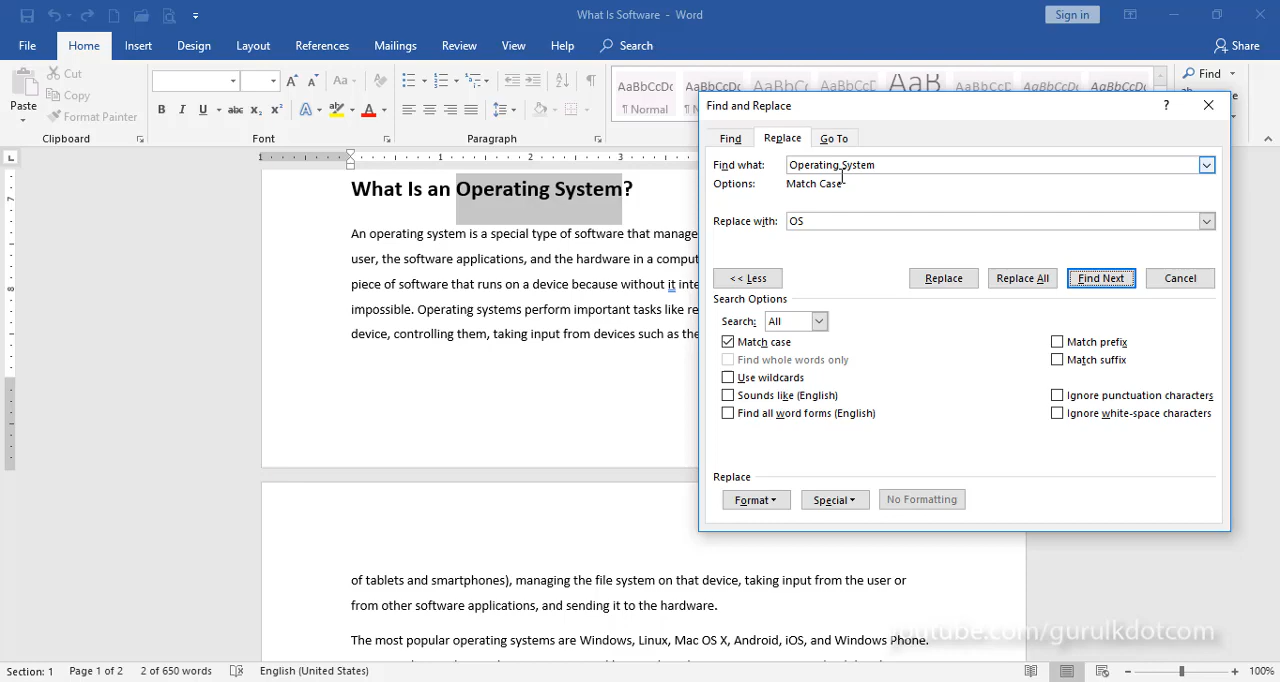 What Is Software - Word
Sign in
File Home Insert Design Layout References Mailings Review View Help Search Share
Paste
Cut
Copy
Format Painter
Clipboard
Font
Paragraph
AaBbCcDc
¶ Normal
Find
Find and Replace
Find Replace Go To
Find what: Operating System
Options: Match Case
Replace with: OS
<< Less Replace Replace All Find Next Cancel
Search Options
Search: All
Match case
Find whole words only
Use wildcards
Sounds like (English)
Find all word forms (English)
Match prefix
Match suffix
Ignore punctuation characters
Ignore white-space characters
Replace
Format Special No Formatting
1 1 2 3
What Is an Operating System?
An operating system is a special type of software that manage
user, the software applications, and the hardware in a comput
piece of software that runs on a device because without it inte
impossible. Operating systems perform important tasks like re
device, controlling them, taking input from devices such as the
of tablets and smartphones), managing the file system on that device, taking input from the user or
from other software applications, and sending it to the hardware.
The most popular operating systems are Windows, Linux, Mac OS X, Android, iOS, and Windows Phone.
youtube.com/gurulkdotcom
Section: 1 Page 1 of 2 2 of 650 words English (United States) 100%